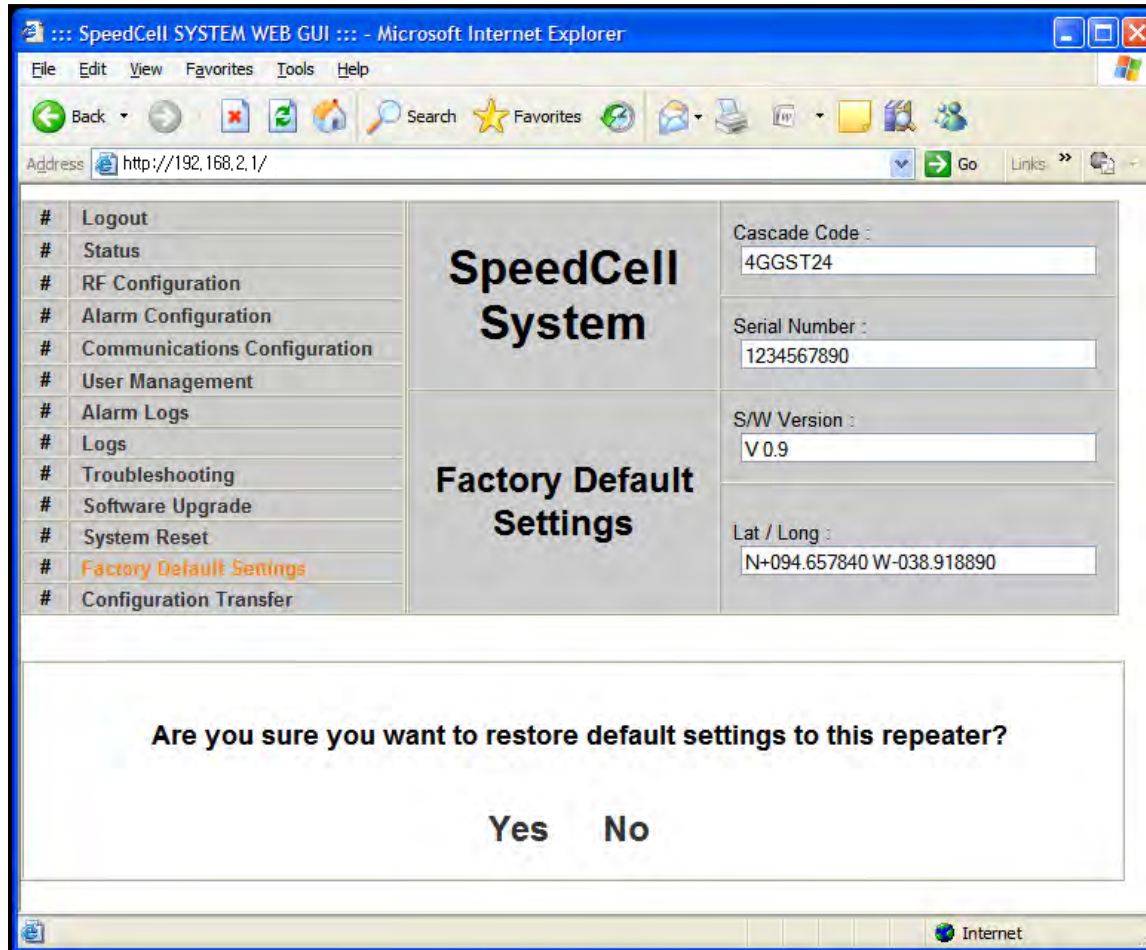 ::: SpeedCell SYSTEM WEB GUI ::: - Microsoft Internet Explorer
File Edit View Favorites Tools Help
Back Search Favorites
Address http://192,168,2,1/ Go Links »
# Logout
# Status
# RF Configuration
# Alarm Configuration
# Communications Configuration
# User Management
# Alarm Logs
# Logs
# Troubleshooting
# Software Upgrade
# System Reset
# Factory Default Settings
# Configuration Transfer
SpeedCell
System
Factory Default
Settings
Cascade Code :
4GGST24
Serial Number :
1234567890
S/W Version :
V 0.9
Lat / Long :
N+094.657840 W-038.918890
Are you sure you want to restore default settings to this repeater?
Yes No
Internet